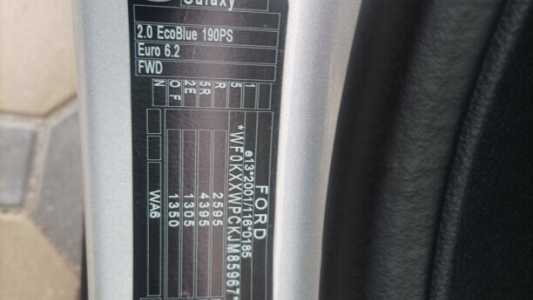 Galaxy
2.0 EcoBlue 190PS
Euro 6.2
FWD
FORD
e13*2001/116*0185
*WF0KXXWPCKJM85967*
2595
4395
1305
1350
WA6